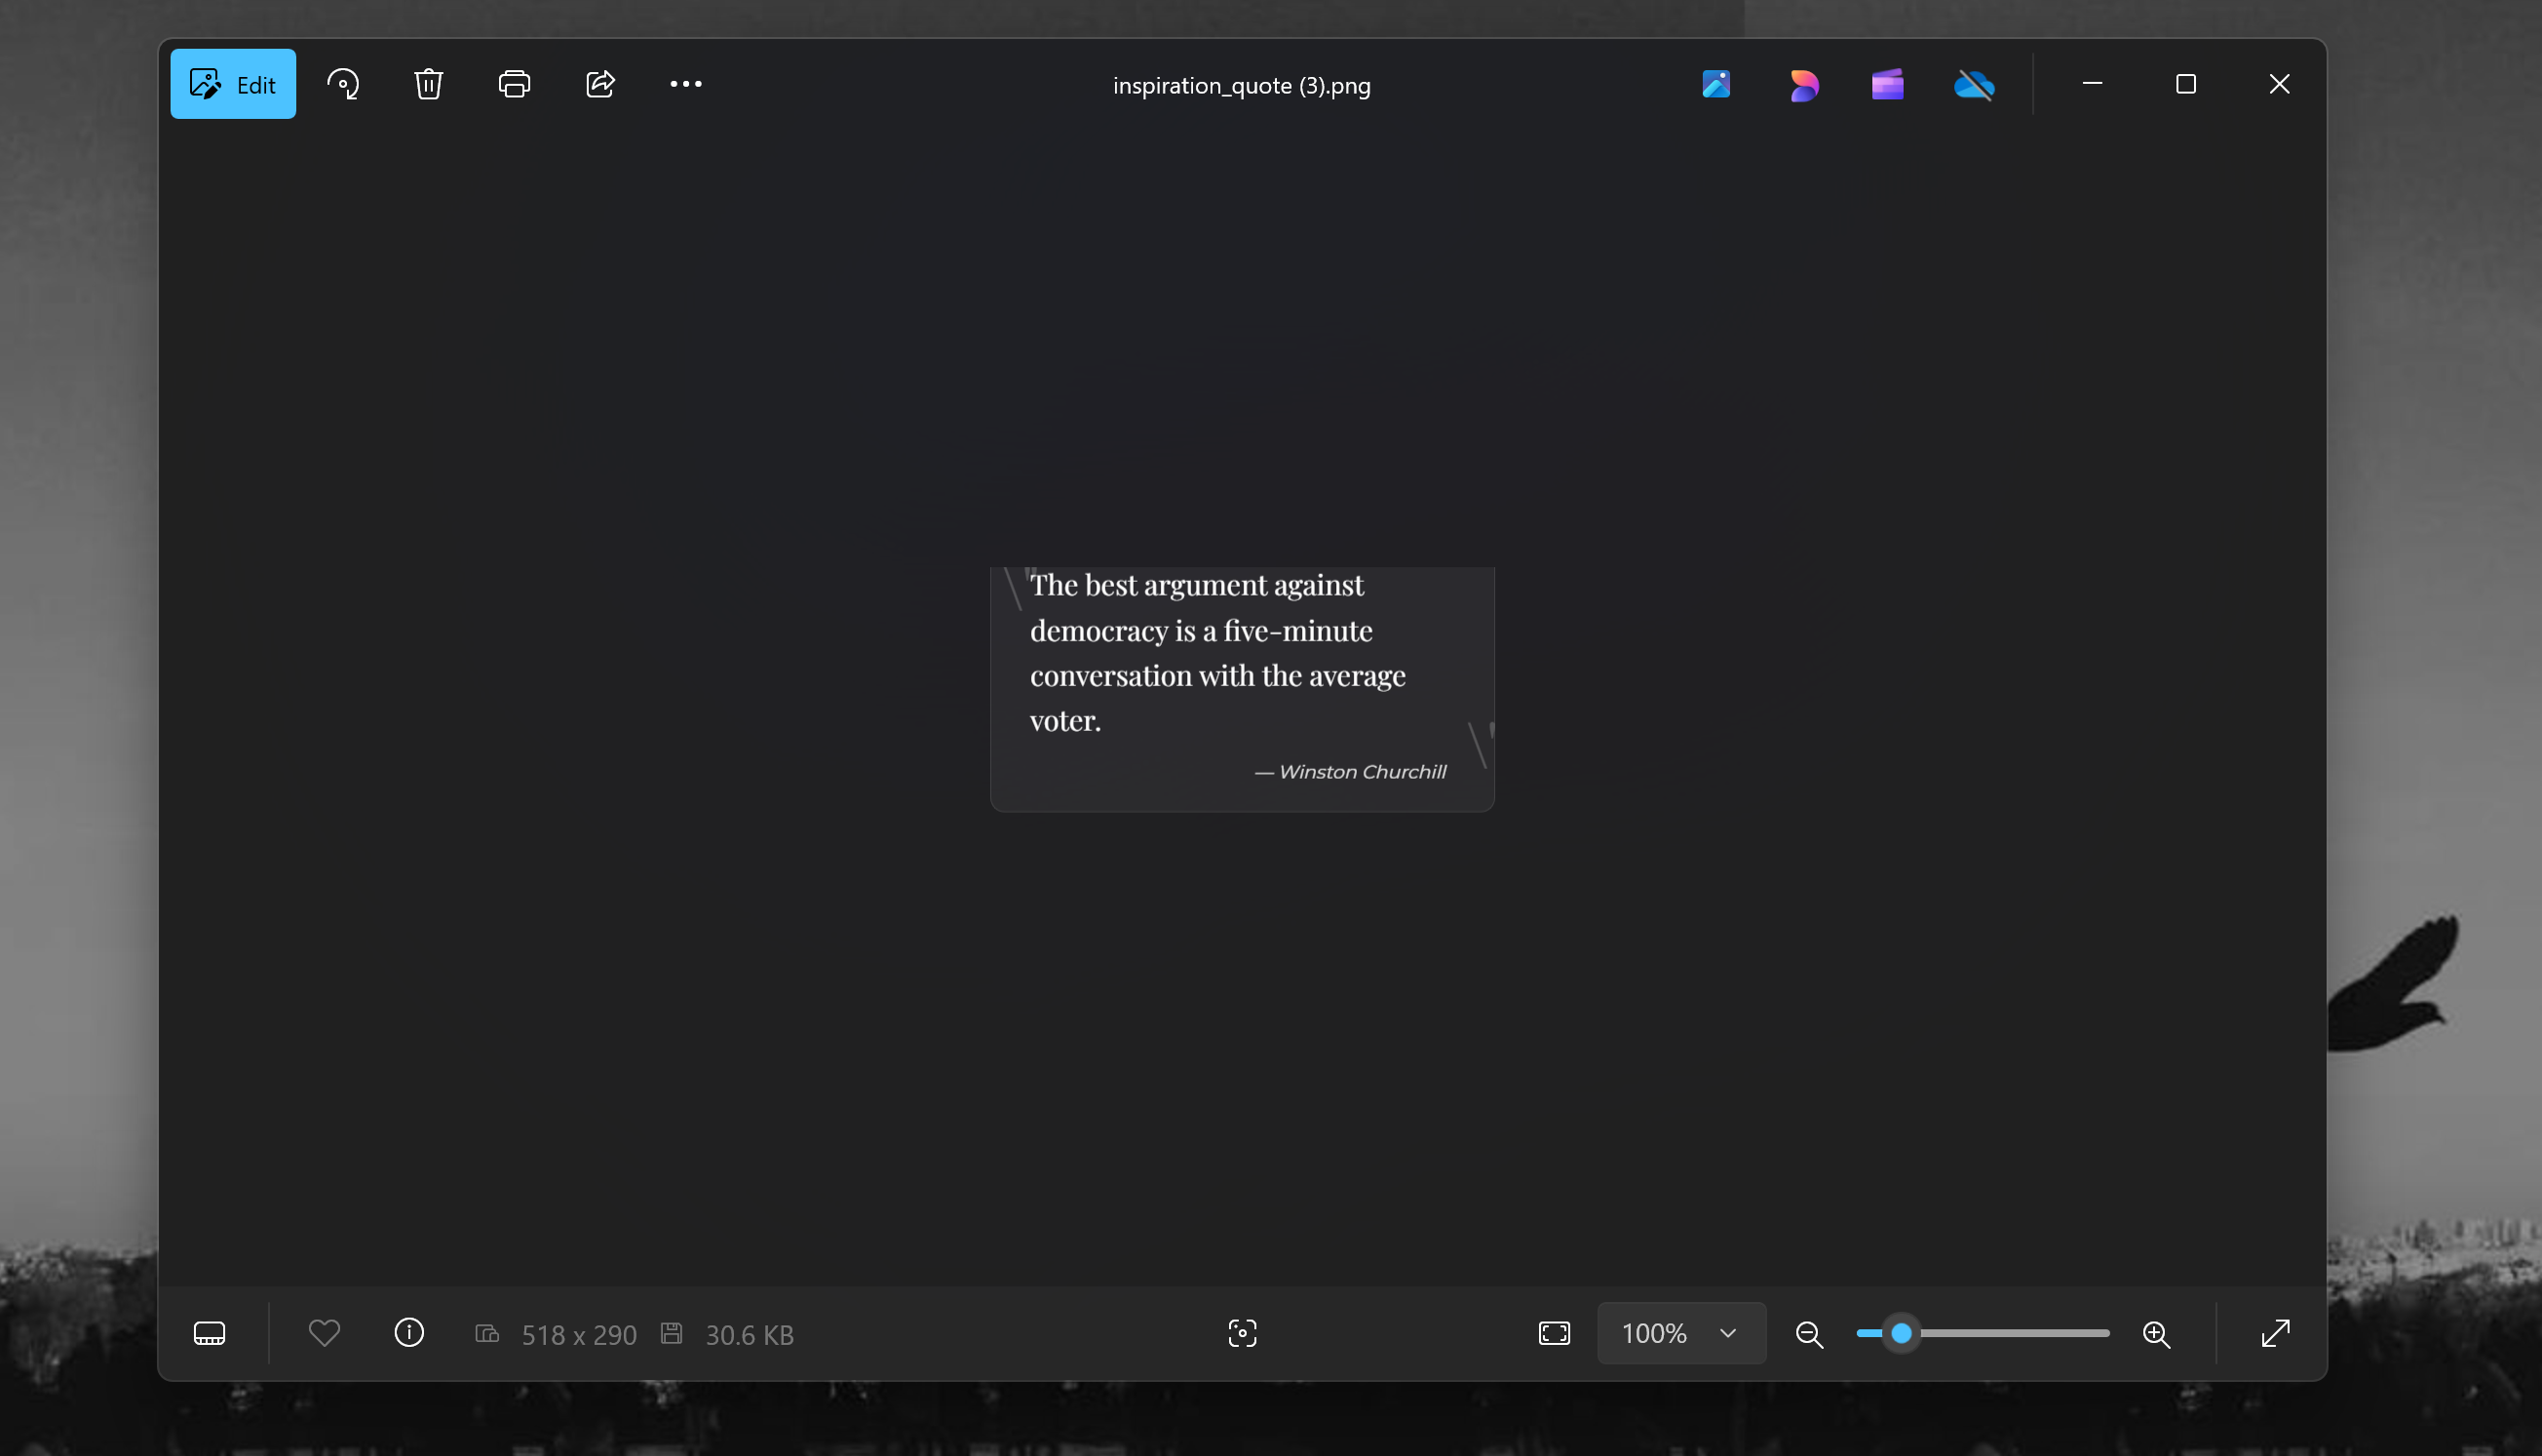 Edit
inspiration_quote (3).png
\"
The best argument against
democracy is a five-minute
conversation with the average
voter.
\"
— Winston Churchill
518 x 290
30.6 KB
100%